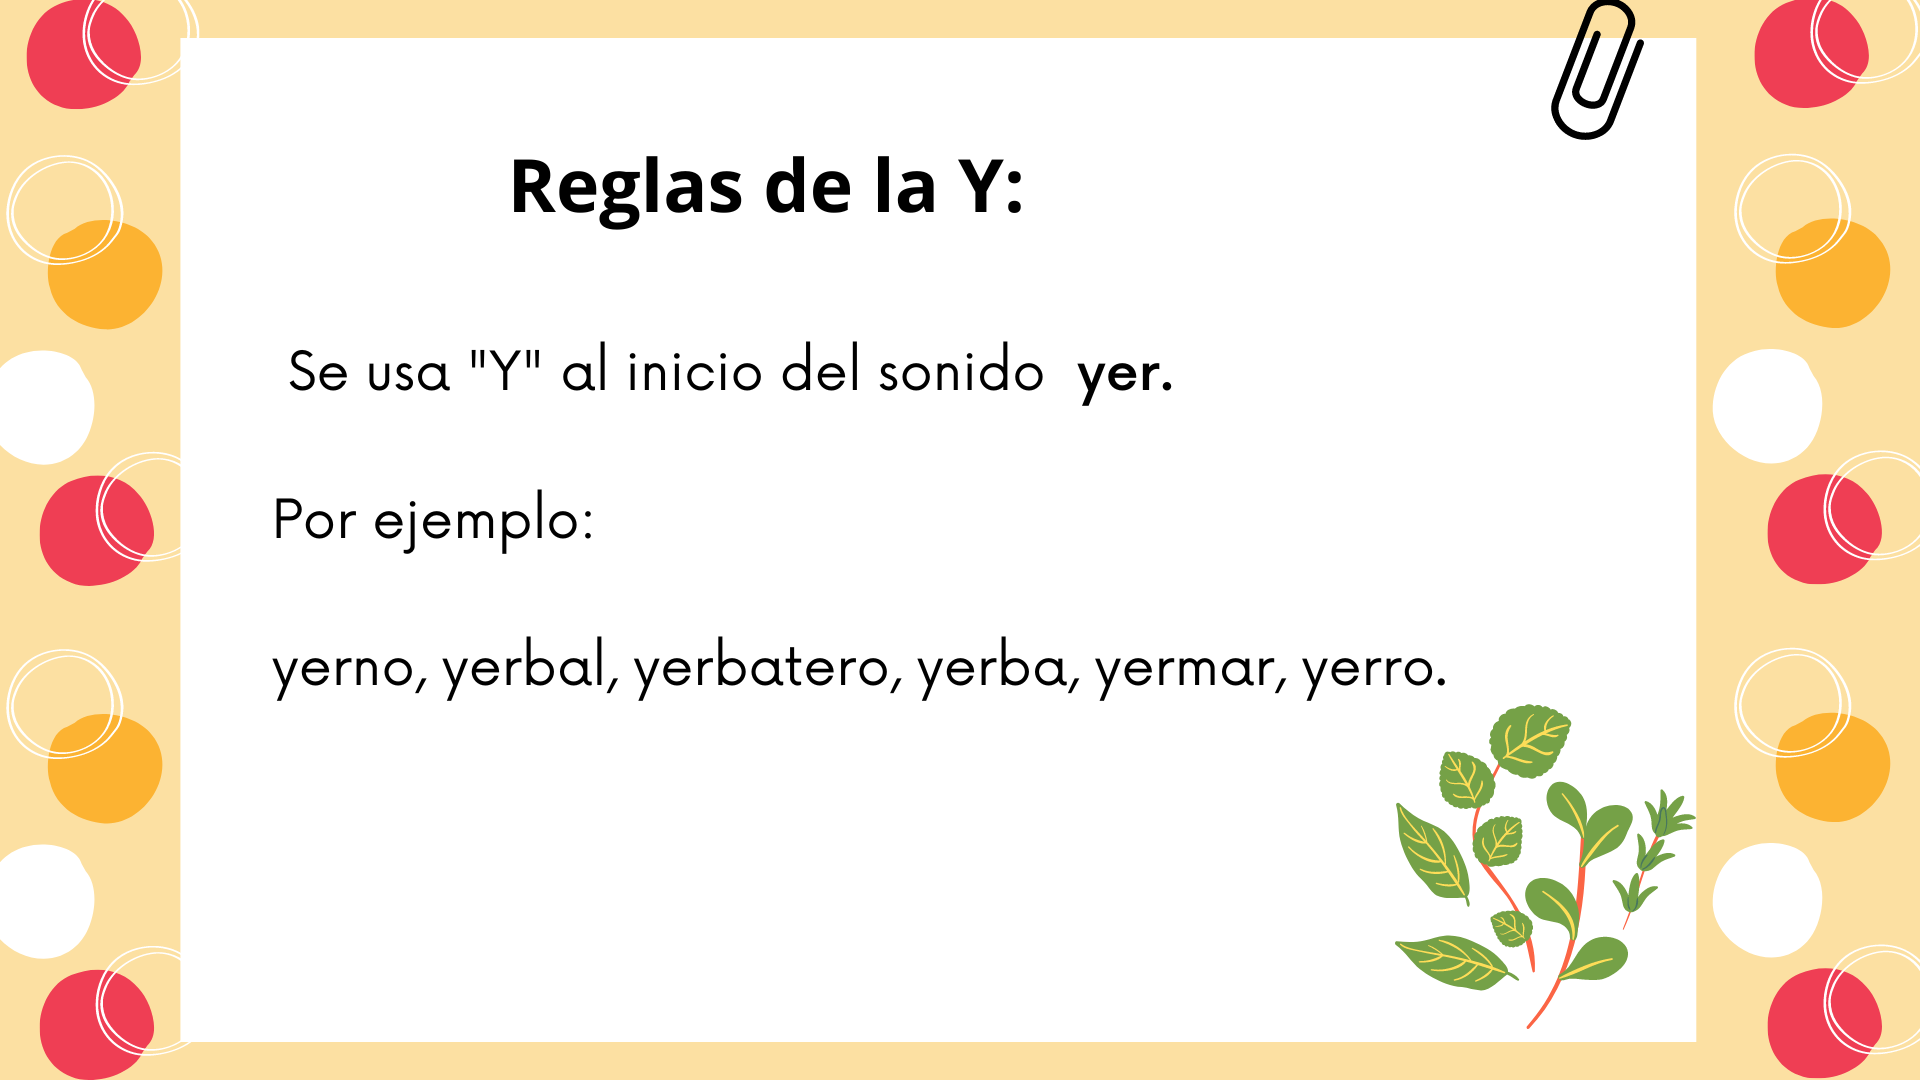 Reglas de la Y:
Se usa "Y" al inicio del sonido yer.
Por ejemplo:
yerno, yerbal, yerbatero, yerba, yermar, yerro.